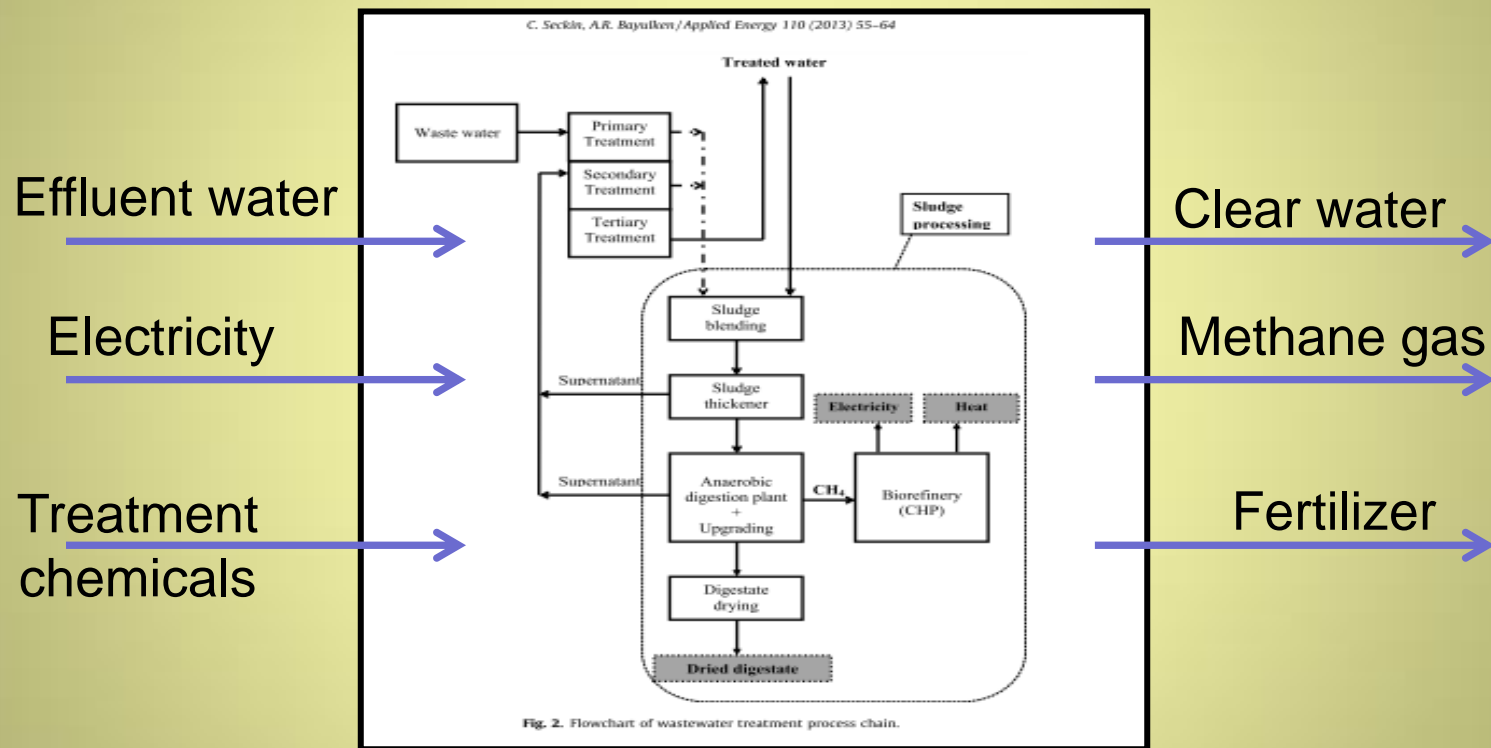 C. Seckin, A.R. Bayulken / Applied Energy 110 (2013) 55–64
Treated water
Waste water
Primary
Treatment
Secondary
Treatment
Tertiary
Treatment
Sludge
processing
Effluent water
Electricity
Treatment
chemicals
Clear water
Methane gas
Fertilizer
Sludge
blending
Supernatant
Sludge
thickener
Electricity
Heat
Supernatant
Anaerobic
digestion plant
+
Upgrading
CH₄
Biorefinery
(CHP)
Digestate
drying
Dried digestate
Fig. 2. Flowchart of wastewater treatment process chain.